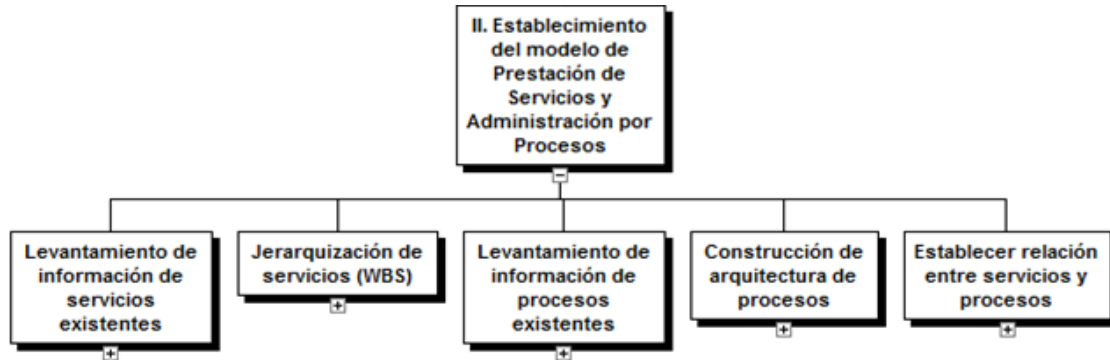 II. Establecimiento
del modelo de
Prestación de
Servicios y
Administración por
Procesos
Levantamiento de
información de
servicios
existentes
Jerarquización de
servicios (WBS)
Levantamiento de
información de
procesos
existentes
Construcción de
arquitectura de
procesos
Establecer relación
entre servicios y
procesos